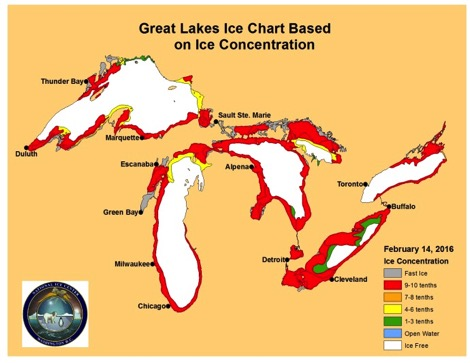 Great Lakes Ice Chart Based
on Ice Concentration
Thunder Bay
Sault Ste. Marie
Duluth
Marquette
Escanaba
Alpena
Green Bay
Toronto
Buffalo
Milwaukee
Detroit
Cleveland
Chicago
February 14, 2016
Ice Concentration
Fast Ice
9-10 tenths
7-8 tenths
4-6 tenths
1-3 tenths
Open Water
Ice Free
NATIONAL ICE CENTER